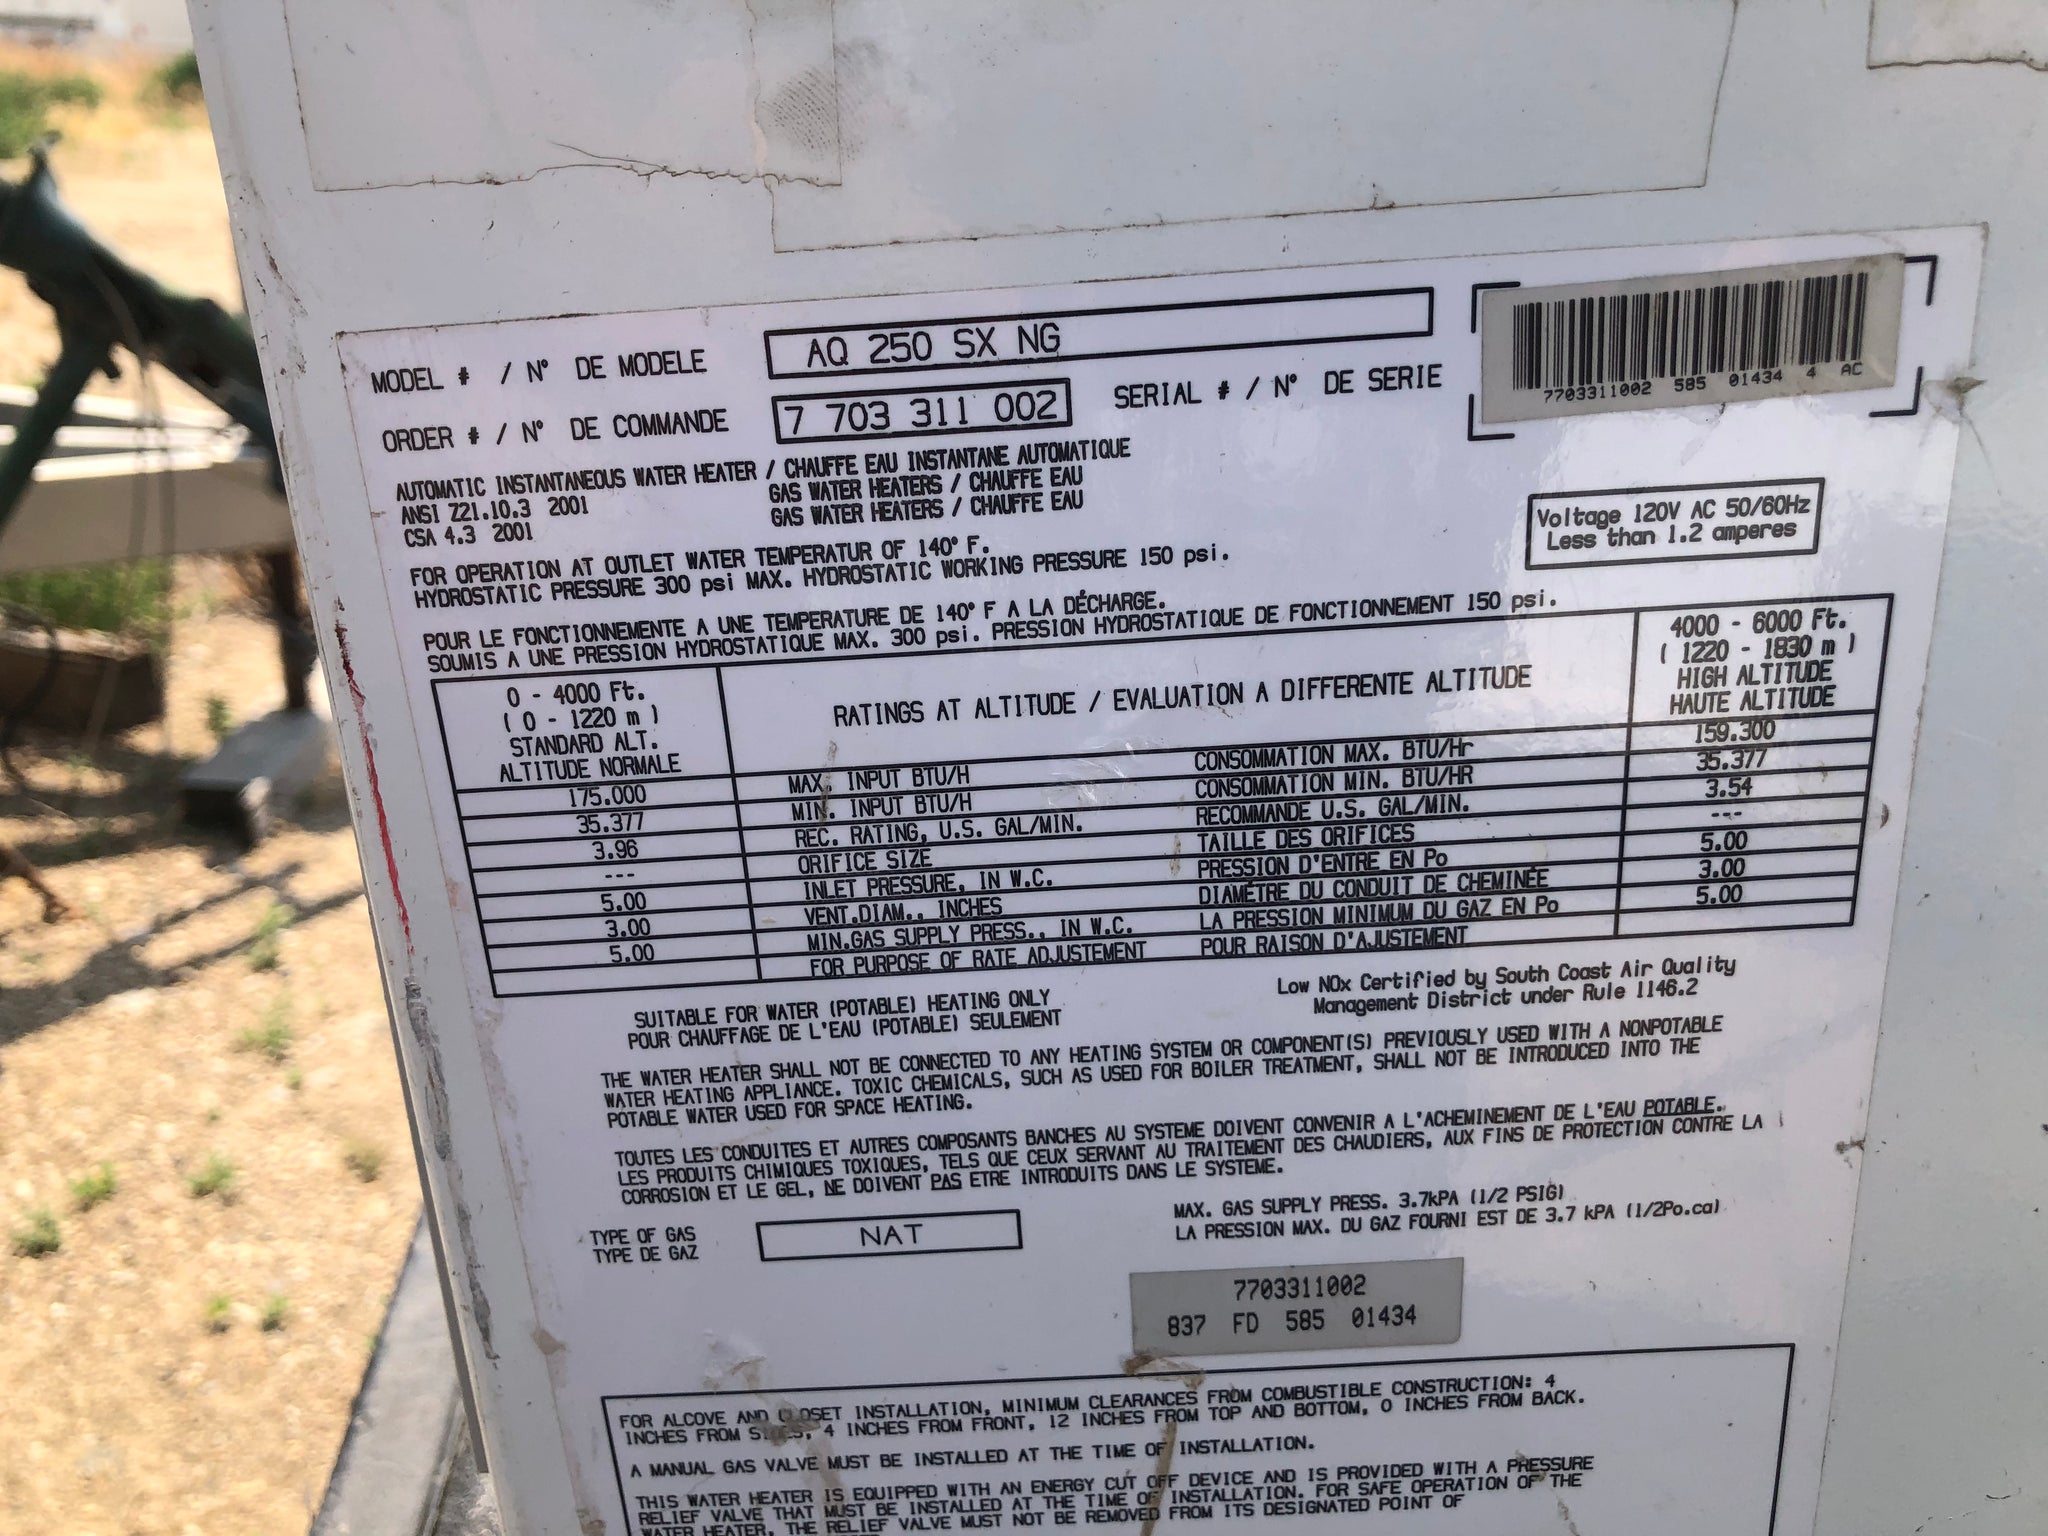 MODEL # / N° DE MODELE AQ 250 SX NG
ORDER # / N° DE COMMANDE 7 703 311 002 SERIAL # / N° DE SERIE
7703311002 585 01434 4 AC
AUTOMATIC INSTANTANEOUS WATER HEATER / CHAUFFE EAU INSTANTANE AUTOMATIQUE
ANSI Z21.10.3 2001 GAS WATER HEATERS / CHAUFFE EAU
CSA 4.3 2001 GAS WATER HEATERS / CHAUFFE EAU
Voltage 120V AC 50/60Hz
Less than 1.2 amperes
FOR OPERATION AT OUTLET WATER TEMPERATUR OF 140° F.
HYDROSTATIC PRESSURE 300 psi MAX. HYDROSTATIC WORKING PRESSURE 150 psi.
POUR LE FONCTIONNEMENTE A UNE TEMPERATURE DE 140° F A LA DÉCHARGE.
SOUMIS A UNE PRESSION HYDROSTATIQUE MAX. 300 psi. PRESSION HYDROSTATIQUE DE FONCTIONNEMENT 150 psi.
0 - 4000 Ft.
( 0 - 1220 m )
STANDARD ALT.
ALTITUDE NORMALE
RATINGS AT ALTITUDE / EVALUATION A DIFFERENTE ALTITUDE
4000 - 6000 Ft.
( 1220 - 1830 m )
HIGH ALTITUDE
HAUTE ALTITUDE
175.000 MAX. INPUT BTU/H CONSOMMATION MAX. BTU/Hr 159.300
35.377 MIN. INPUT BTU/H CONSOMMATION MIN. BTU/HR 35.377
3.96 REC. RATING, U.S. GAL/MIN. RECOMMANDE U.S. GAL/MIN. 3.54
--- ORIFICE SIZE TAILLE DES ORIFICES ---
5.00 INLET PRESSURE, IN W.C. PRESSION D'ENTRE EN Po 5.00
3.00 VENT.DIAM., INCHES DIAMÉTRE DU CONDUIT DE CHEMINÉE 3.00
5.00 MIN.GAS SUPPLY PRESS., IN W.C. LA PRESSION MINIMUM DU GAZ EN Po 5.00
FOR PURPOSE OF RATE ADJUSTEMENT POUR RAISON D'AJUSTEMENT
SUITABLE FOR WATER (POTABLE) HEATING ONLY
POUR CHAUFFAGE DE L'EAU (POTABLE) SEULEMENT
Low NOx Certified by South Coast Air Quality
Management District under Rule 1146.2
THE WATER HEATER SHALL NOT BE CONNECTED TO ANY HEATING SYSTEM OR COMPONENT(S) PREVIOUSLY USED WITH A NONPOTABLE
WATER HEATING APPLIANCE. TOXIC CHEMICALS, SUCH AS USED FOR BOILER TREATMENT, SHALL NOT BE INTRODUCED INTO THE
POTABLE WATER USED FOR SPACE HEATING.
TOUTES LES CONDUITES ET AUTRES COMPOSANTS BANCHES AU SYSTEME DOIVENT CONVENIR A L'ACHEMINEMENT DE L'EAU POTABLE.
LES PRODUITS CHIMIQUES TOXIQUES, TELS QUE CEUX SERVANT AU TRAITEMENT DES CHAUDIERS, AUX FINS DE PROTECTION CONTRE LA
CORROSION ET LE GEL, NE DOIVENT PAS ETRE INTRODUITS DANS LE SYSTEME.
TYPE OF GAS
TYPE DE GAZ
NAT
MAX. GAS SUPPLY PRESS. 3.7kPA (1/2 PSIG)
LA PRESSION MAX. DU GAZ FOURNI EST DE 3.7 kPA (1/2Po.ca)
7703311002
837 FD 585 01434
FOR ALCOVE AND CLOSET INSTALLATION, MINIMUM CLEARANCES FROM COMBUSTIBLE CONSTRUCTION: 4
INCHES FROM SIDES, 4 INCHES FROM FRONT, 12 INCHES FROM TOP AND BOTTOM, 0 INCHES FROM BACK.
A MANUAL GAS VALVE MUST BE INSTALLED AT THE TIME OF INSTALLATION.
THIS WATER HEATER IS EQUIPPED WITH AN ENERGY CUT OFF DEVICE AND IS PROVIDED WITH A PRESSURE
RELIEF VALVE THAT MUST BE INSTALLED AT THE TIME OF INSTALLATION. FOR SAFE OPERATION OF THE
WATER HEATER, THE RELIEF VALVE MUST NOT BE REMOVED FROM ITS DESIGNATED POINT OF